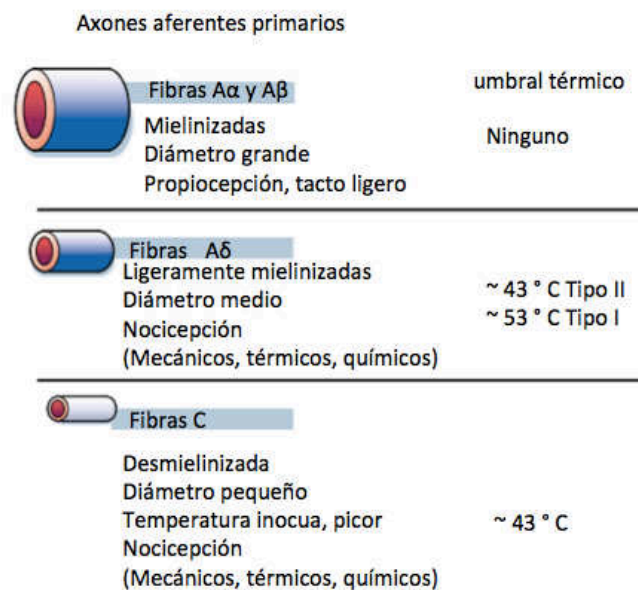 Axones aferentes primarios
Fibras Aα y Aβ
umbral térmico
Mielinizadas
Ninguno
Diámetro grande
Propiocepción, tacto ligero
Fibras Aδ
Ligeramente mielinizadas
Diámetro medio
~ 43 ° C Tipo II
Nocicepción
~ 53 ° C Tipo I
(Mecánicos, térmicos, químicos)
Fibras C
Desmielinizada
Diámetro pequeño
Temperatura inocua, picor
~ 43 ° C
Nocicepción
(Mecánicos, térmicos, químicos)